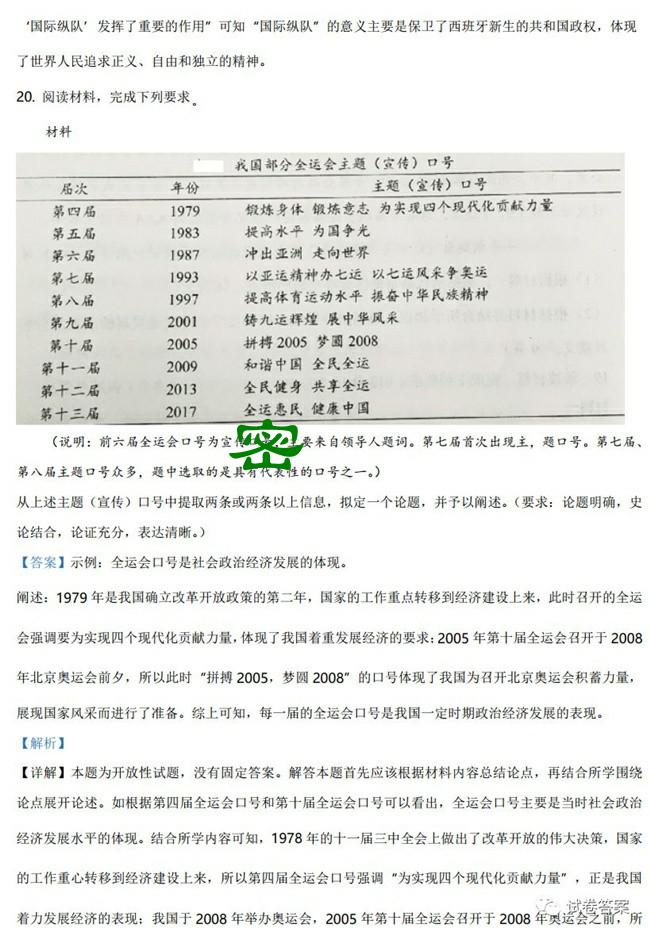 ‘国际纵队’发挥了重要的作用”可知“国际纵队”的意义主要是保卫了西班牙新生的共和国政权，体现
了世界人民追求正义、自由和独立的精神。
20. 阅读材料，完成下列要求。
材料
我国部分全运会主题（宣传）口号
届次 年份 主题（宣传）口号
第四届 1979 锻炼身体 锻炼意志 为实现四个现代化贡献力量
第五届 1983 提高水平 为国争光
第六届 1987 冲出亚洲 走向世界
第七届 1993 以亚运精神办七运 以七运风采争奥运
第八届 1997 提高体育运动水平 振奋中华民族精神
第九届 2001 铸九运辉煌 展中华风采
第十届 2005 拼搏2005 梦圆2008
第十一届 2009 和谐中国 全民全运
第十二届 2013 全民健身 共享全运
第十三届 2017 全运惠民 健康中国
密
（说明：前六届全运会口号为宣传口号，主要来自领导人题词。第七届首次出现主，题口号。第七届、
第八届主题口号众多，题中选取的是具有代表性的口号之一。）
从上述主题（宣传）口号中提取两条或两条以上信息，拟定一个论题，并予以阐述。（要求：论题明确，史
论结合，论证充分，表达清晰。）
【答案】示例：全运会口号是社会政治经济发展的体现。
阐述：1979 年是我国确立改革开放政策的第二年，国家的工作重点转移到经济建设上来，此时召开的全运
会强调要为实现四个现代化贡献力量，体现了我国着重发展经济的要求；2005 年第十届全运会召开于 2008
年北京奥运会前夕，所以此时“拼搏 2005，梦圆 2008”的口号体现了我国为召开北京奥运会积蓄力量，
展现国家风采而进行了准备。综上可知，每一届的全运会口号是我国一定时期政治经济发展的表现。
【解析】
【详解】本题为开放性试题，没有固定答案。解答本题首先应该根据材料内容总结论点，再结合所学围绕
论点展开论述。如根据第四届全运会口号和第十届全运会口号可以看出，全运会口号主要是当时社会政治
经济发展水平的体现。结合所学内容可知，1978 年的十一届三中全会上做出了改革开放的伟大决策，国家
的工作重心转移到经济建设上来，所以第四届全运会口号强调“为实现四个现代化贡献力量”，正是我国
着力发展经济的表现；我国于 2008 年举办奥运会，2005 年第十届全运会召开于 2008 年奥运会之前，所
试卷答案